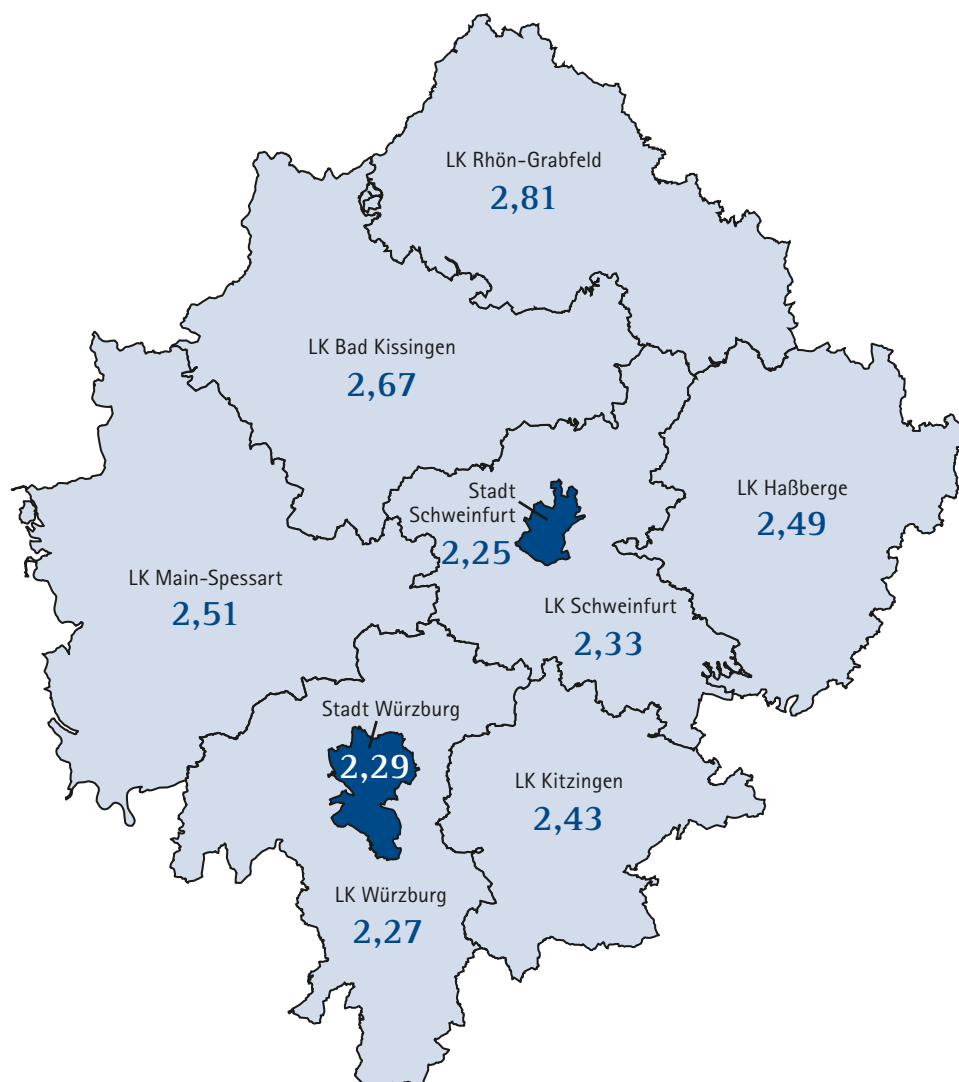 LK Rhön-Grabfeld
2,81
LK Bad Kissingen
2,67
LK Haßberge
2,49
Stadt
Schweinfurt
2,25
LK Main-Spessart
2,51
LK Schweinfurt
2,33
Stadt Würzburg
2,29
LK Kitzingen
2,43
LK Würzburg
2,27